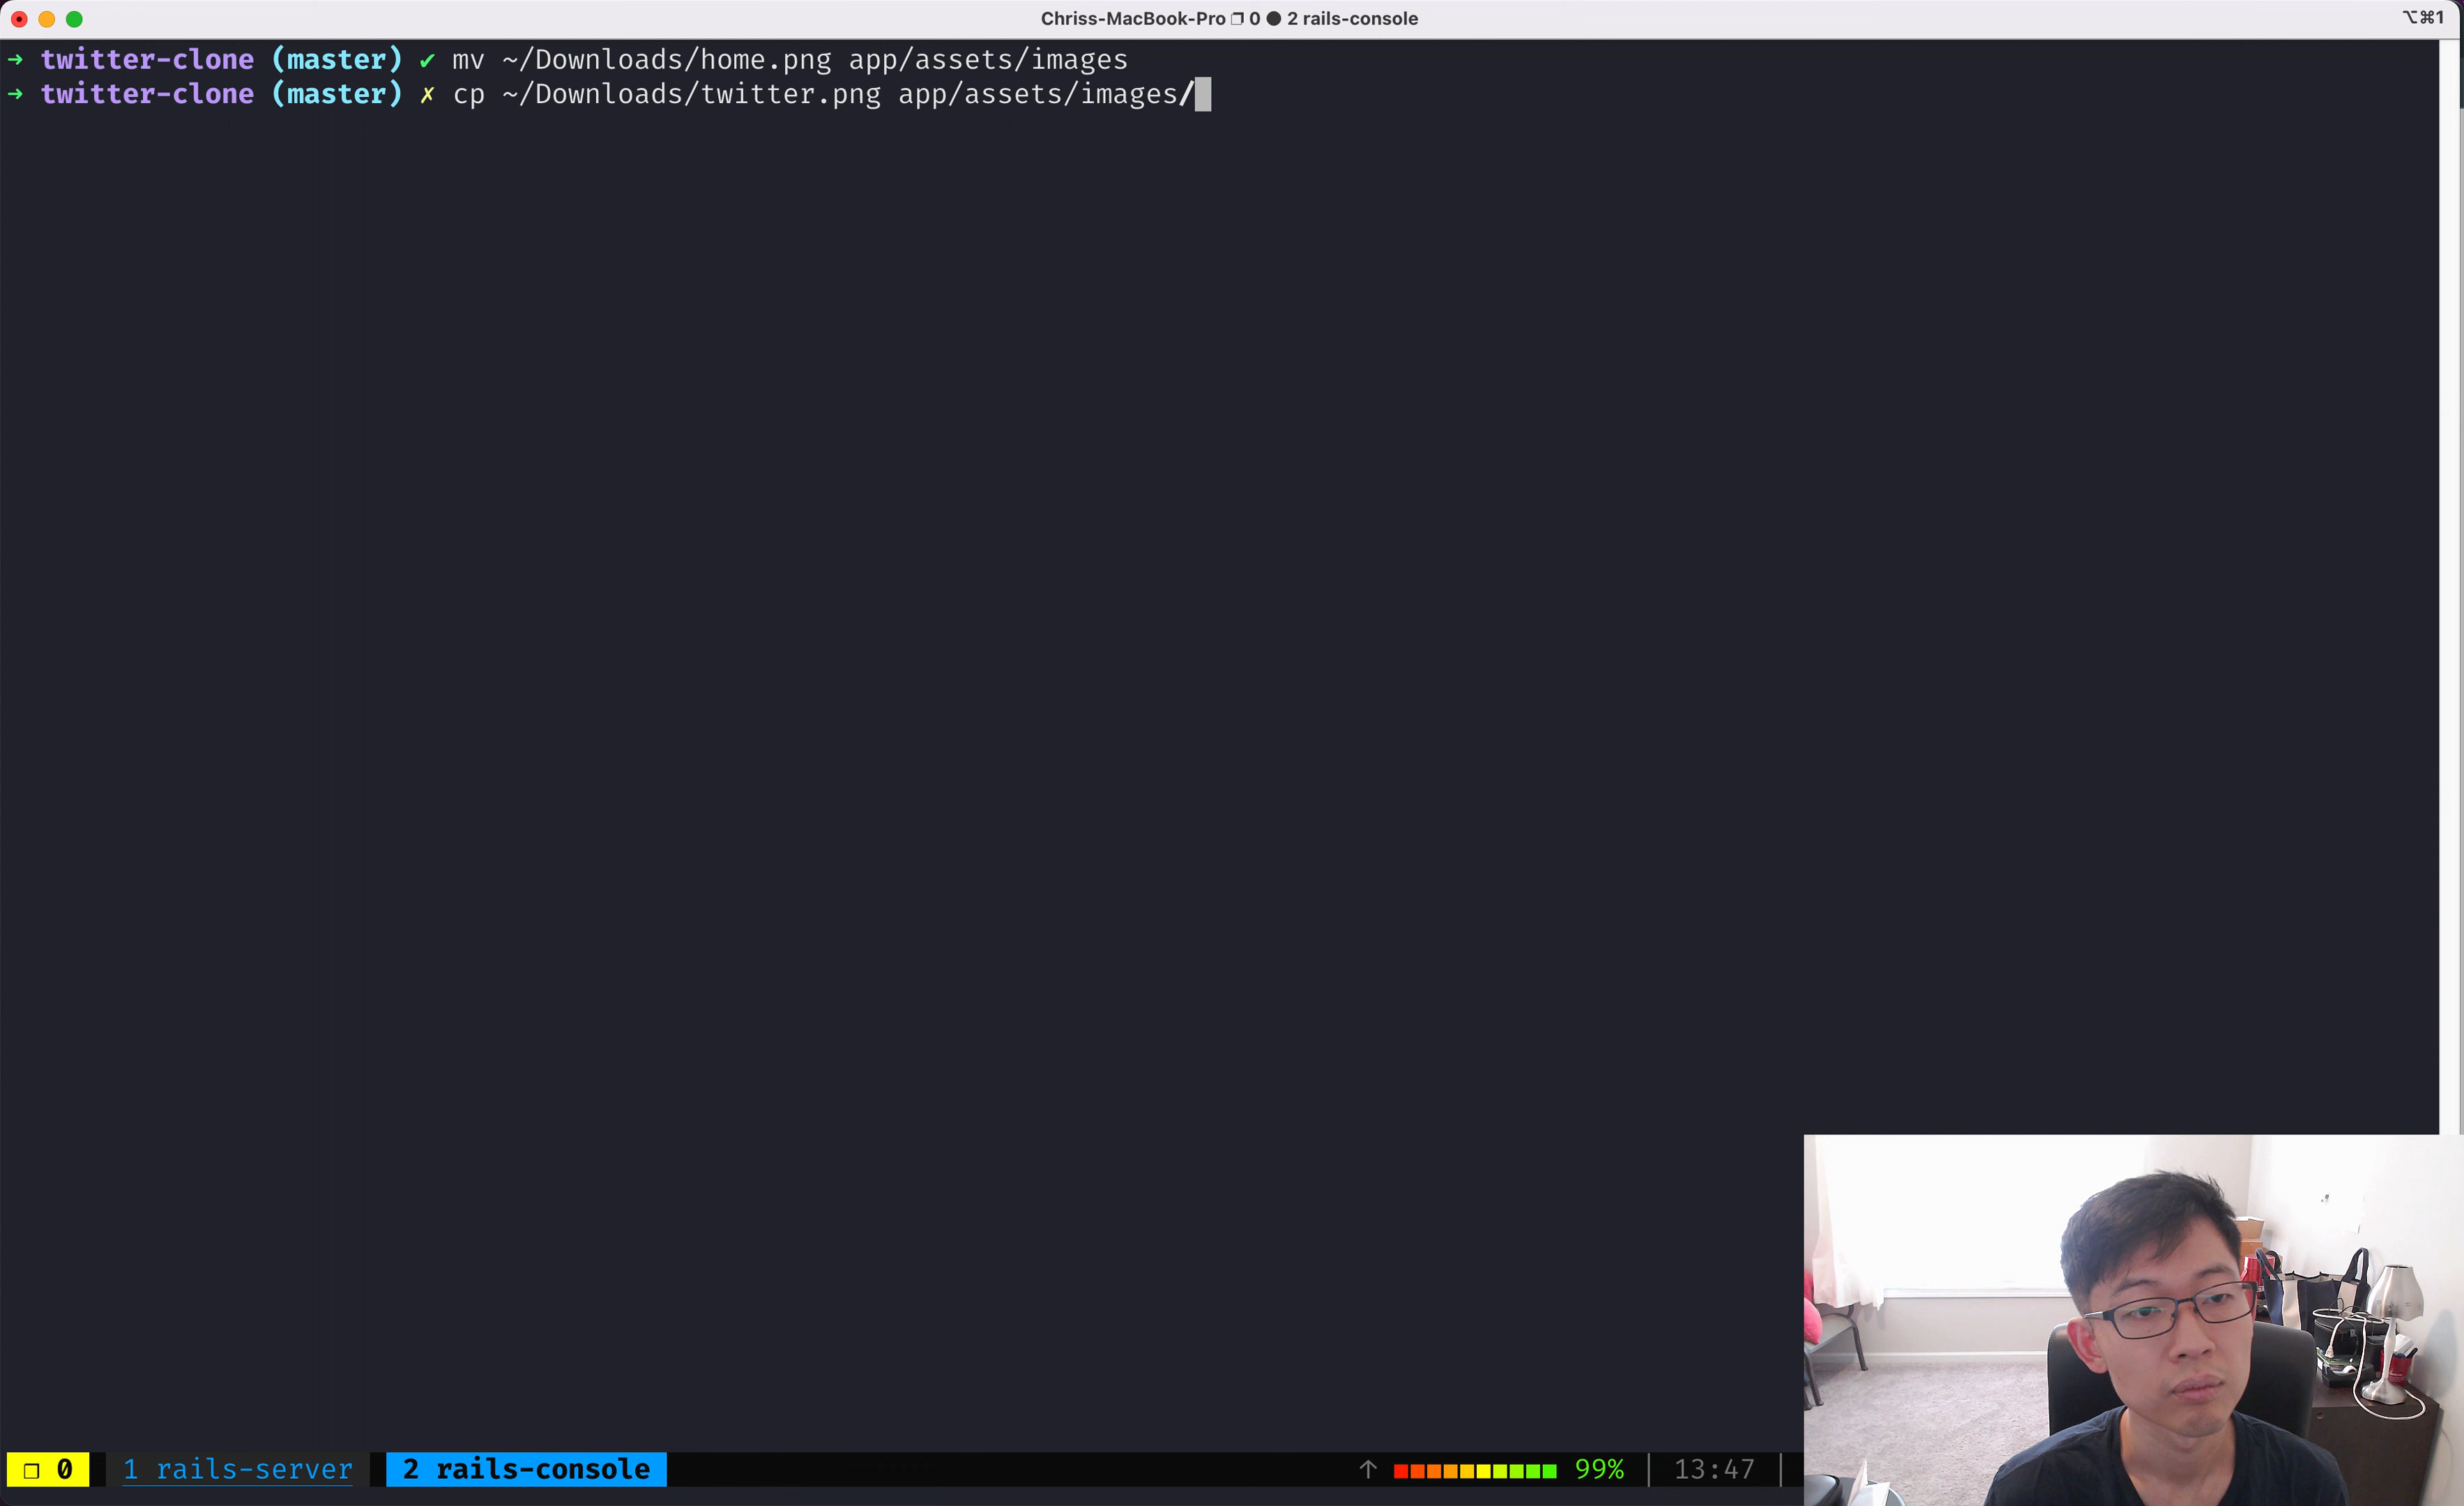 Chriss-MacBook-Pro ❐ 0 ● 2 rails-console
⌥⌘1
➜ twitter-clone (master) ✔ mv ~/Downloads/home.png app/assets/images
➜ twitter-clone (master) ✗ cp ~/Downloads/twitter.png app/assets/images/
❐ 0 1 rails-server 2 rails-console ↑ 99% | 13:47 |